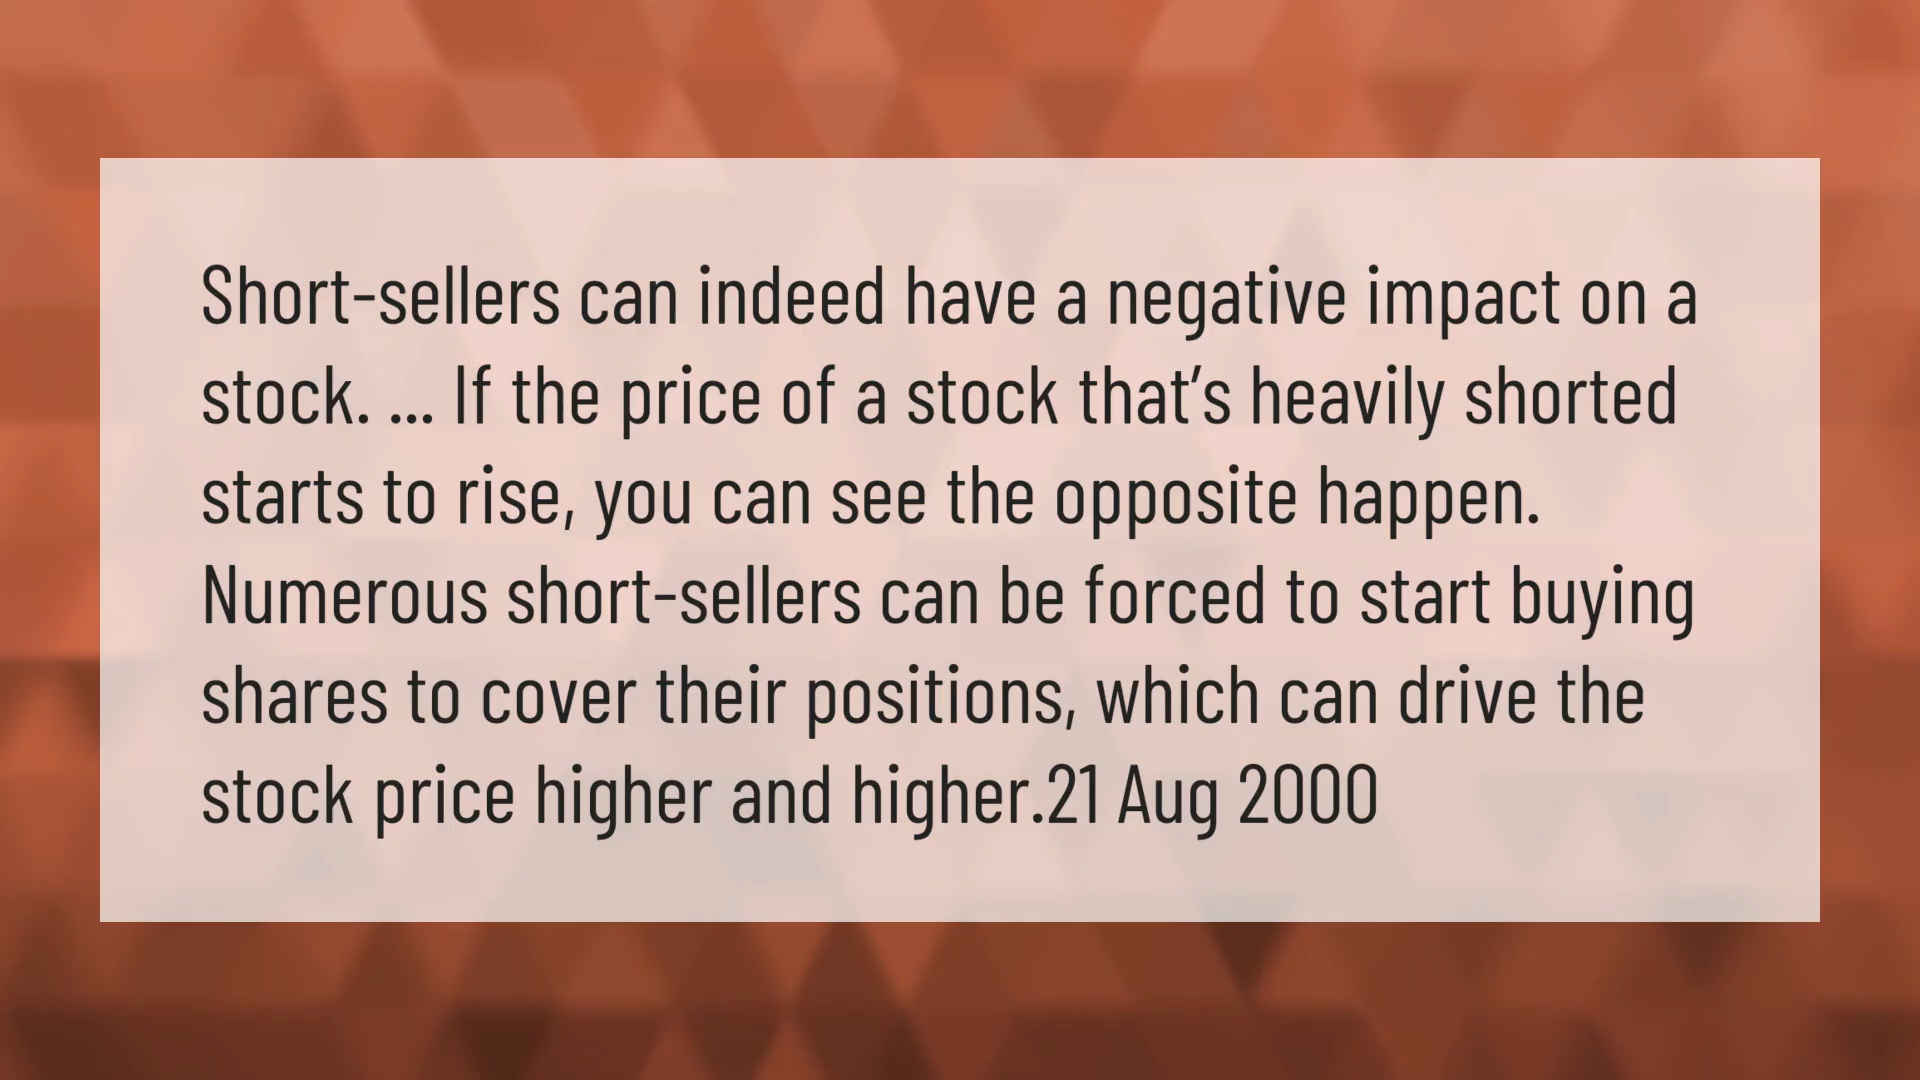 Short-sellers can indeed have a negative impact on a
stock. ... If the price of a stock that’s heavily shorted
starts to rise, you can see the opposite happen.
Numerous short-sellers can be forced to start buying
shares to cover their positions, which can drive the
stock price higher and higher.21 Aug 2000